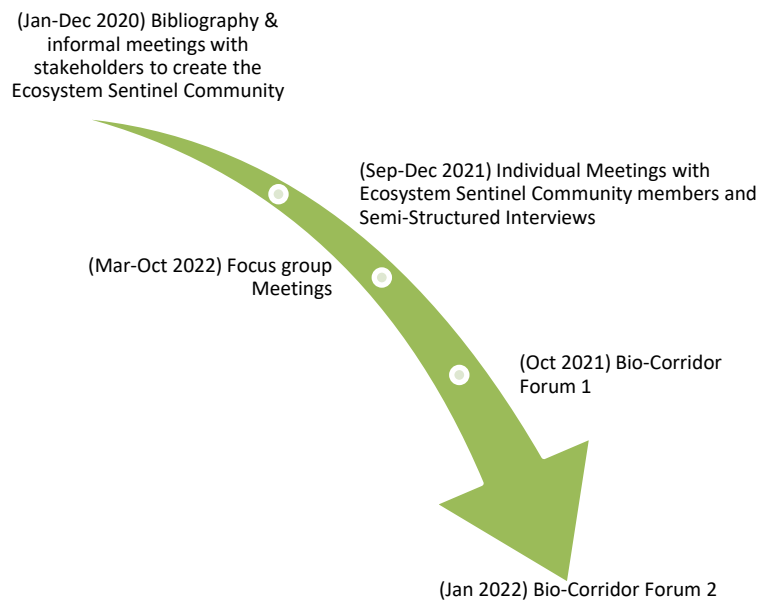 (Jan-Dec 2020) Bibliography &
informal meetings with
stakeholders to create the
Ecosystem Sentinel Community
(Sep-Dec 2021) Individual Meetings with
Ecosystem Sentinel Community members and
Semi-Structured Interviews
(Mar-Oct 2022) Focus group
Meetings
(Oct 2021) Bio-Corridor
Forum 1
(Jan 2022) Bio-Corridor Forum 2